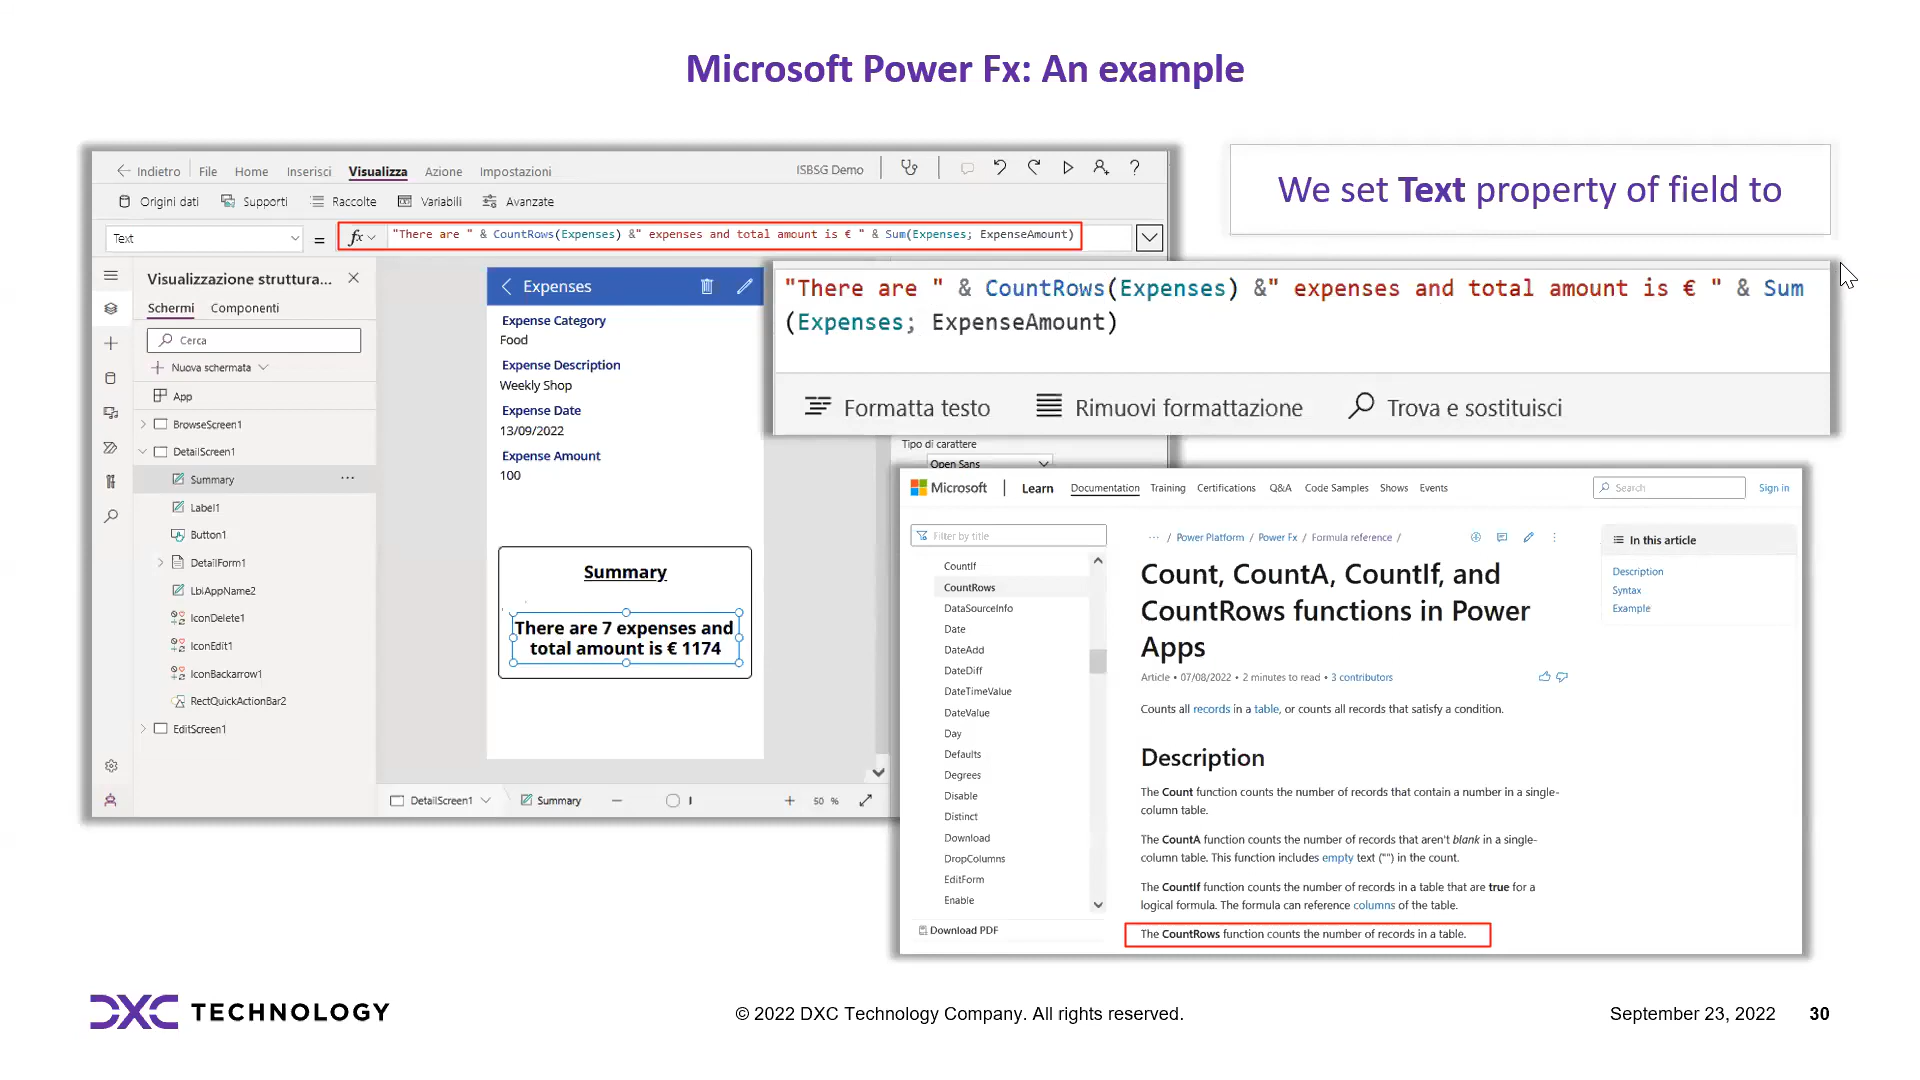 Microsoft Power Fx: An example
Indietro File Home Inserisci Visualizza Azione Impostazioni ISBSG Demo ?
Origini dati Supporti Raccolte Variabili Avanzate
Text = fx "There are " & CountRows(Expenses) &" expenses and total amount is € " & Sum(Expenses; ExpenseAmount)
Visualizzazione struttura...
Schermi Componenti
Cerca
Nuova schermata
App
BrowseScreen1
DetailScreen1
Summary ...
Label1
Button1
DetailForm1
LblAppName2
IconDelete1
IconEdit1
IconBackarrow1
RectQuickActionBar2
EditScreen1
Expenses
Expense Category
Food
Expense Description
Weekly Shop
Expense Date
13/09/2022
Expense Amount
100
Summary
There are 7 expenses and
total amount is € 1174
DetailScreen1 Summary 50 %
Tipo di carattere
Open Sans
We set Text property of field to
"There are " & CountRows(Expenses) &" expenses and total amount is € " & Sum
(Expenses; ExpenseAmount)
Formatta testo Rimuovi formattazione Trova e sostituisci
Microsoft Learn Documentation Training Certifications Q&A Code Samples Shows Events Search Sign in
Filter by title
CountIf
CountRows
DataSourceInfo
Date
DateAdd
DateDiff
DateTimeValue
DateValue
Day
Defaults
Degrees
Disable
Distinct
Download
DropColumns
EditForm
Enable
Download PDF
... / Power Platform / Power Fx / Formula reference /
Count, CountA, CountIf, and
CountRows functions in Power
Apps
Article • 07/08/2022 • 2 minutes to read • 3 contributors
Counts all records in a table, or counts all records that satisfy a condition.
Description
The Count function counts the number of records that contain a number in a single-
column table.
The CountA function counts the number of records that aren't blank in a single-
column table. This function includes empty text ("") in the count.
The CountIf function counts the number of records in a table that are true for a
logical formula. The formula can reference columns of the table.
The CountRows function counts the number of records in a table.
In this article
Description
Syntax
Example
DXC TECHNOLOGY
© 2022 DXC Technology Company. All rights reserved.
September 23, 2022 30